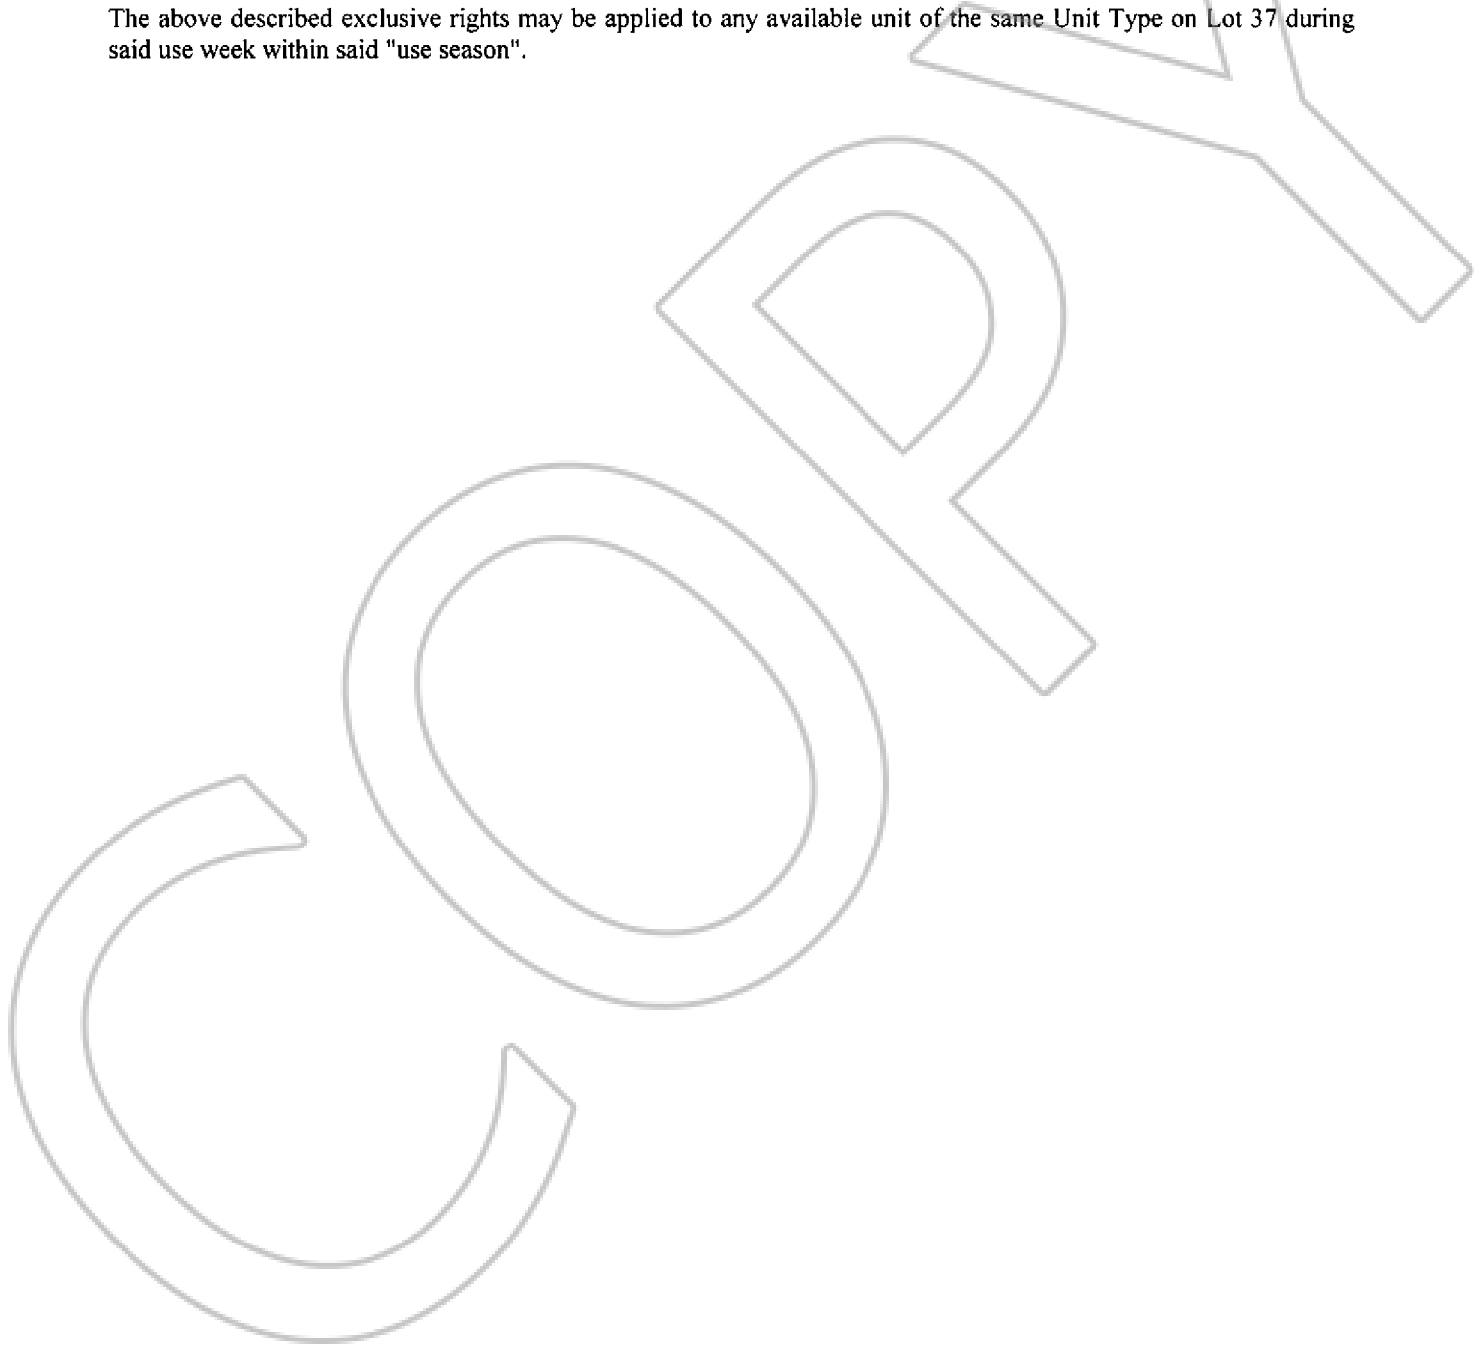 The above described exclusive rights may be applied to any available unit of the same Unit Type on Lot 37 during
said use week within said "use season".
COPY